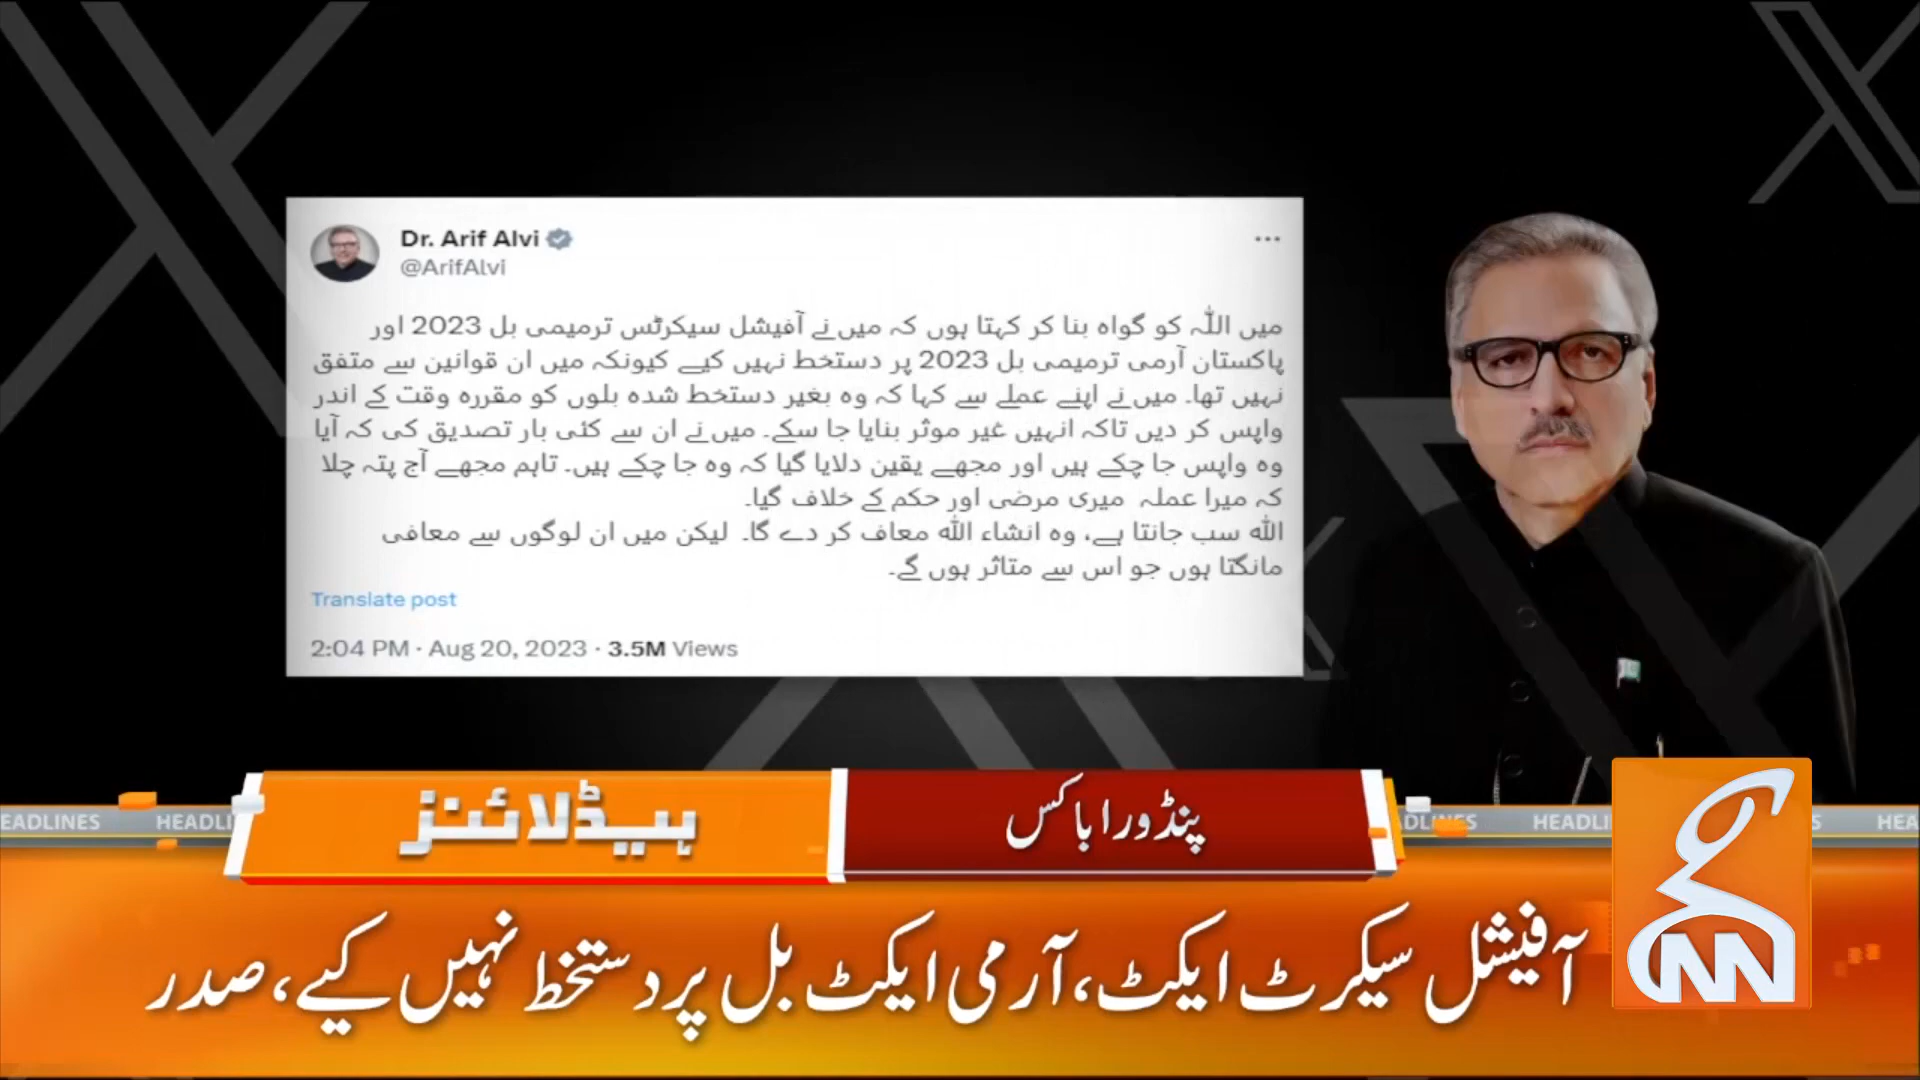 Dr. Arif Alvi
@ArifAlvi
میں اللّٰہ کو گواہ بنا کر کہتا ہوں کہ میں نے آفیشل سیکرٹس ترمیمی بل 2023 اور
پاکستان آرمی ترمیمی بل 2023 پر دستخط نہیں کیے کیونکہ میں ان قوانین سے متفق
نہیں تھا۔ میں نے اپنے عملے سے کہا کہ وہ بغیر دستخط شدہ بلوں کو مقررہ وقت کے اندر
واپس کر دیں تاکہ انہیں غیر موثر بنایا جا سکے۔ میں نے ان سے کئی بار تصدیق کی کہ آیا
وہ واپس جا چکے ہیں اور مجھے یقین دلایا گیا کہ وہ جا چکے ہیں۔ تاہم مجھے آج پتہ چلا
کہ میرا عملہ میری مرضی اور حکم کے خلاف گیا۔
اللہ سب جانتا ہے، وہ انشاء اللہ معاف کر دے گا۔ لیکن میں ان لوگوں سے معافی
مانگتا ہوں جو اس سے متاثر ہوں گے۔
Translate post
2:04 PM · Aug 20, 2023 · 3.5M Views
پنڈورا باکس
ہیڈلائنز
EADLINES HEADLI DLINES HEADLI S HEA
آفیشل سیکرٹ ایکٹ، آرمی ایکٹ بل پر دستخط نہیں کیے، صدر
GNN